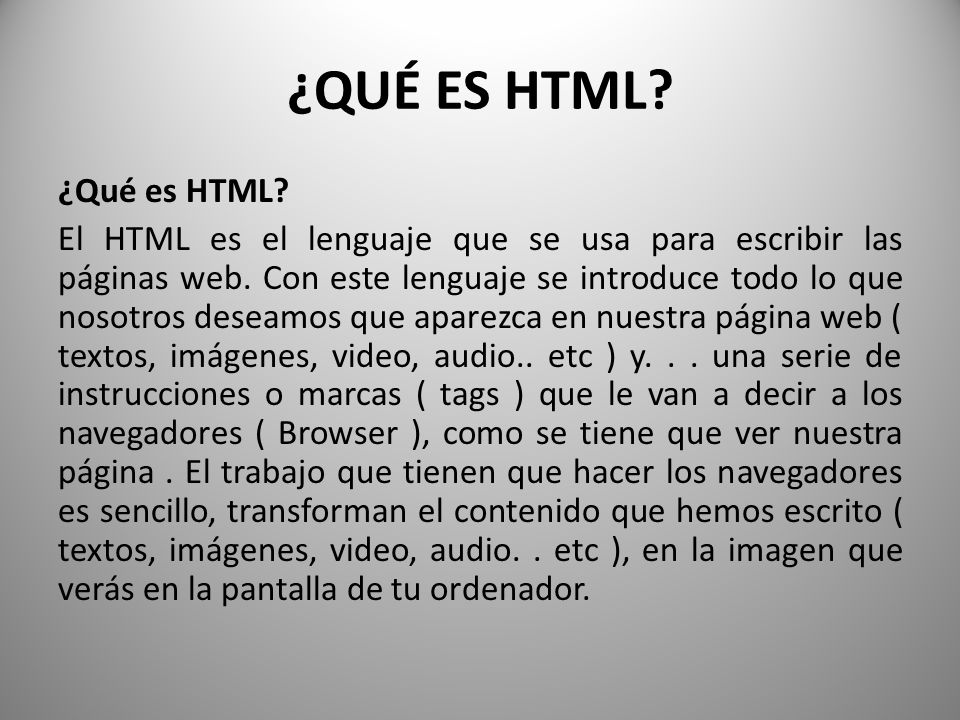 ¿QUÉ ES HTML?
¿Qué es HTML?
El HTML es el lenguaje que se usa para escribir las
páginas web. Con este lenguaje se introduce todo lo que
nosotros deseamos que aparezca en nuestra página web (
textos, imágenes, video, audio.. etc ) y. . . una serie de
instrucciones o marcas ( tags ) que le van a decir a los
navegadores ( Browser ), como se tiene que ver nuestra
página . El trabajo que tienen que hacer los navegadores
es sencillo, transforman el contenido que hemos escrito (
textos, imágenes, video, audio. . etc ), en la imagen que
verás en la pantalla de tu ordenador.